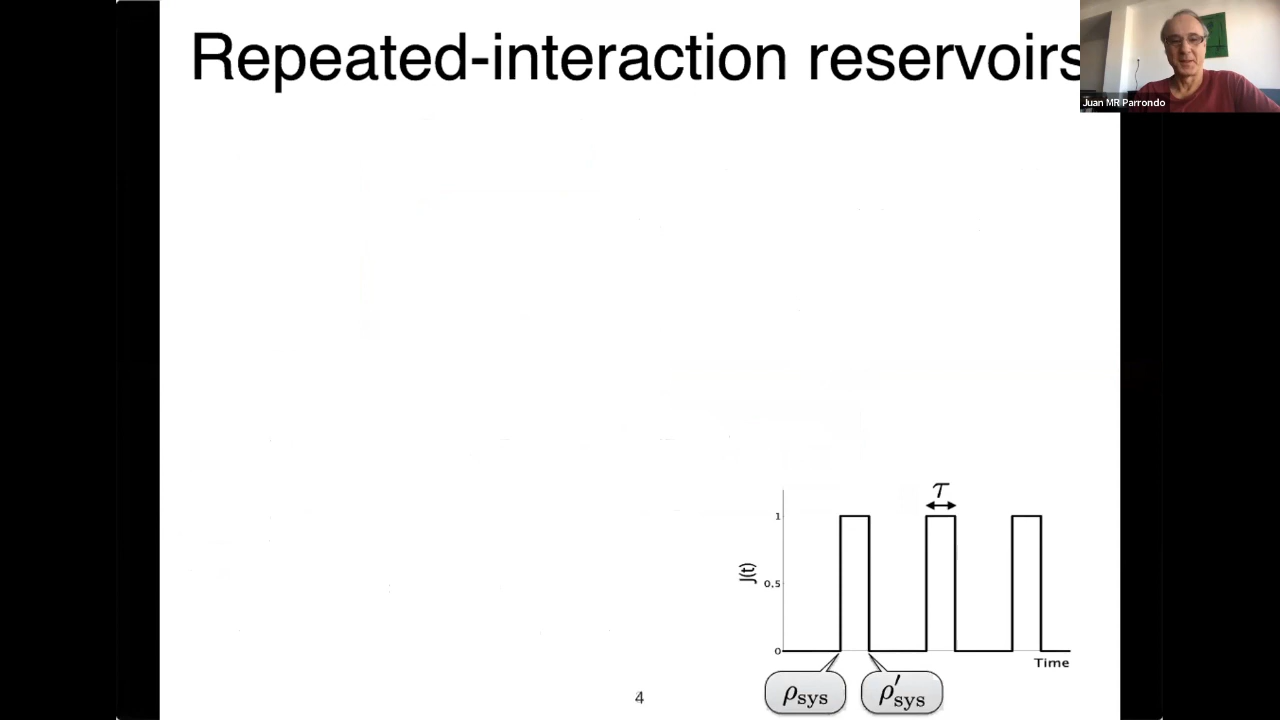 Repeated-interaction reservoirs
Juan MR Parrondo
τ
1
J(t)
0.5
0
Time
ρsys
ρ′sys
4